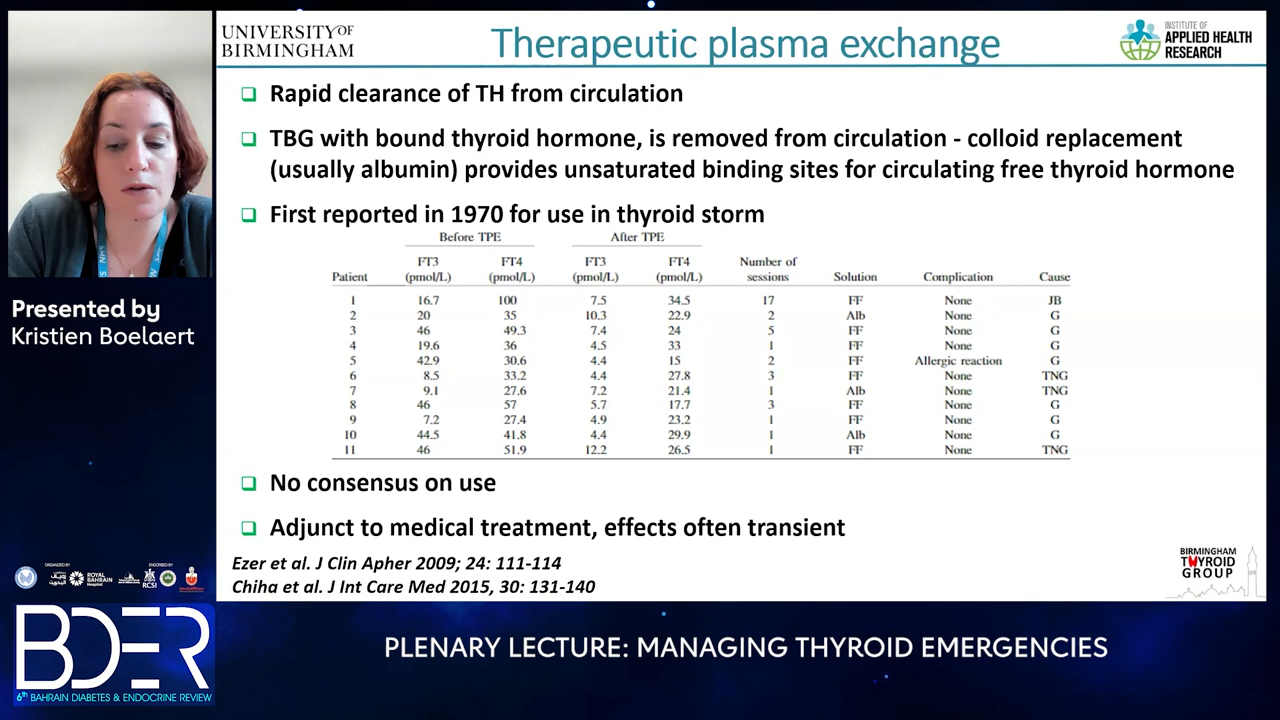 UNIVERSITY OF
BIRMINGHAM
Therapeutic plasma exchange
INSTITUTE OF
APPLIED HEALTH
RESEARCH
Rapid clearance of TH from circulation
TBG with bound thyroid hormone, is removed from circulation - colloid replacement
(usually albumin) provides unsaturated binding sites for circulating free thyroid hormone
First reported in 1970 for use in thyroid storm
Before TPE After TPE
FT3 FT4 FT3 FT4 Number of
Patient (pmol/L) (pmol/L) (pmol/L) (pmol/L) sessions Solution Complication Cause
1 16.7 100 7.5 34.5 17 FF None JB
2 20 35 10.3 22.9 2 Alb None G
3 46 49.3 7.4 24 5 FF None G
4 19.6 36 4.5 33 1 FF None G
5 42.9 30.6 4.4 15 2 FF Allergic reaction G
6 8.5 33.2 4.4 27.8 3 FF None TNG
7 9.1 27.6 7.2 21.4 1 Alb None TNG
8 46 57 5.7 17.7 3 FF None G
9 7.2 27.4 4.9 23.2 1 FF None G
10 44.5 41.8 4.4 29.9 1 Alb None G
11 46 51.9 12.2 26.5 1 FF None TNG
No consensus on use
Adjunct to medical treatment, effects often transient
Ezer et al. J Clin Apher 2009; 24: 111-114
Chiha et al. J Int Care Med 2015, 30: 131-140
BIRMINGHAM
THYROID
GROUP
Presented by
Kristien Boelaert
ORGANIZED BY
ENDORSED BY
ROYAL
BAHRAIN
Hospital
RCSI
BDER
6th BAHRAIN DIABETES & ENDOCRINE REVIEW
PLENARY LECTURE: MANAGING THYROID EMERGENCIES